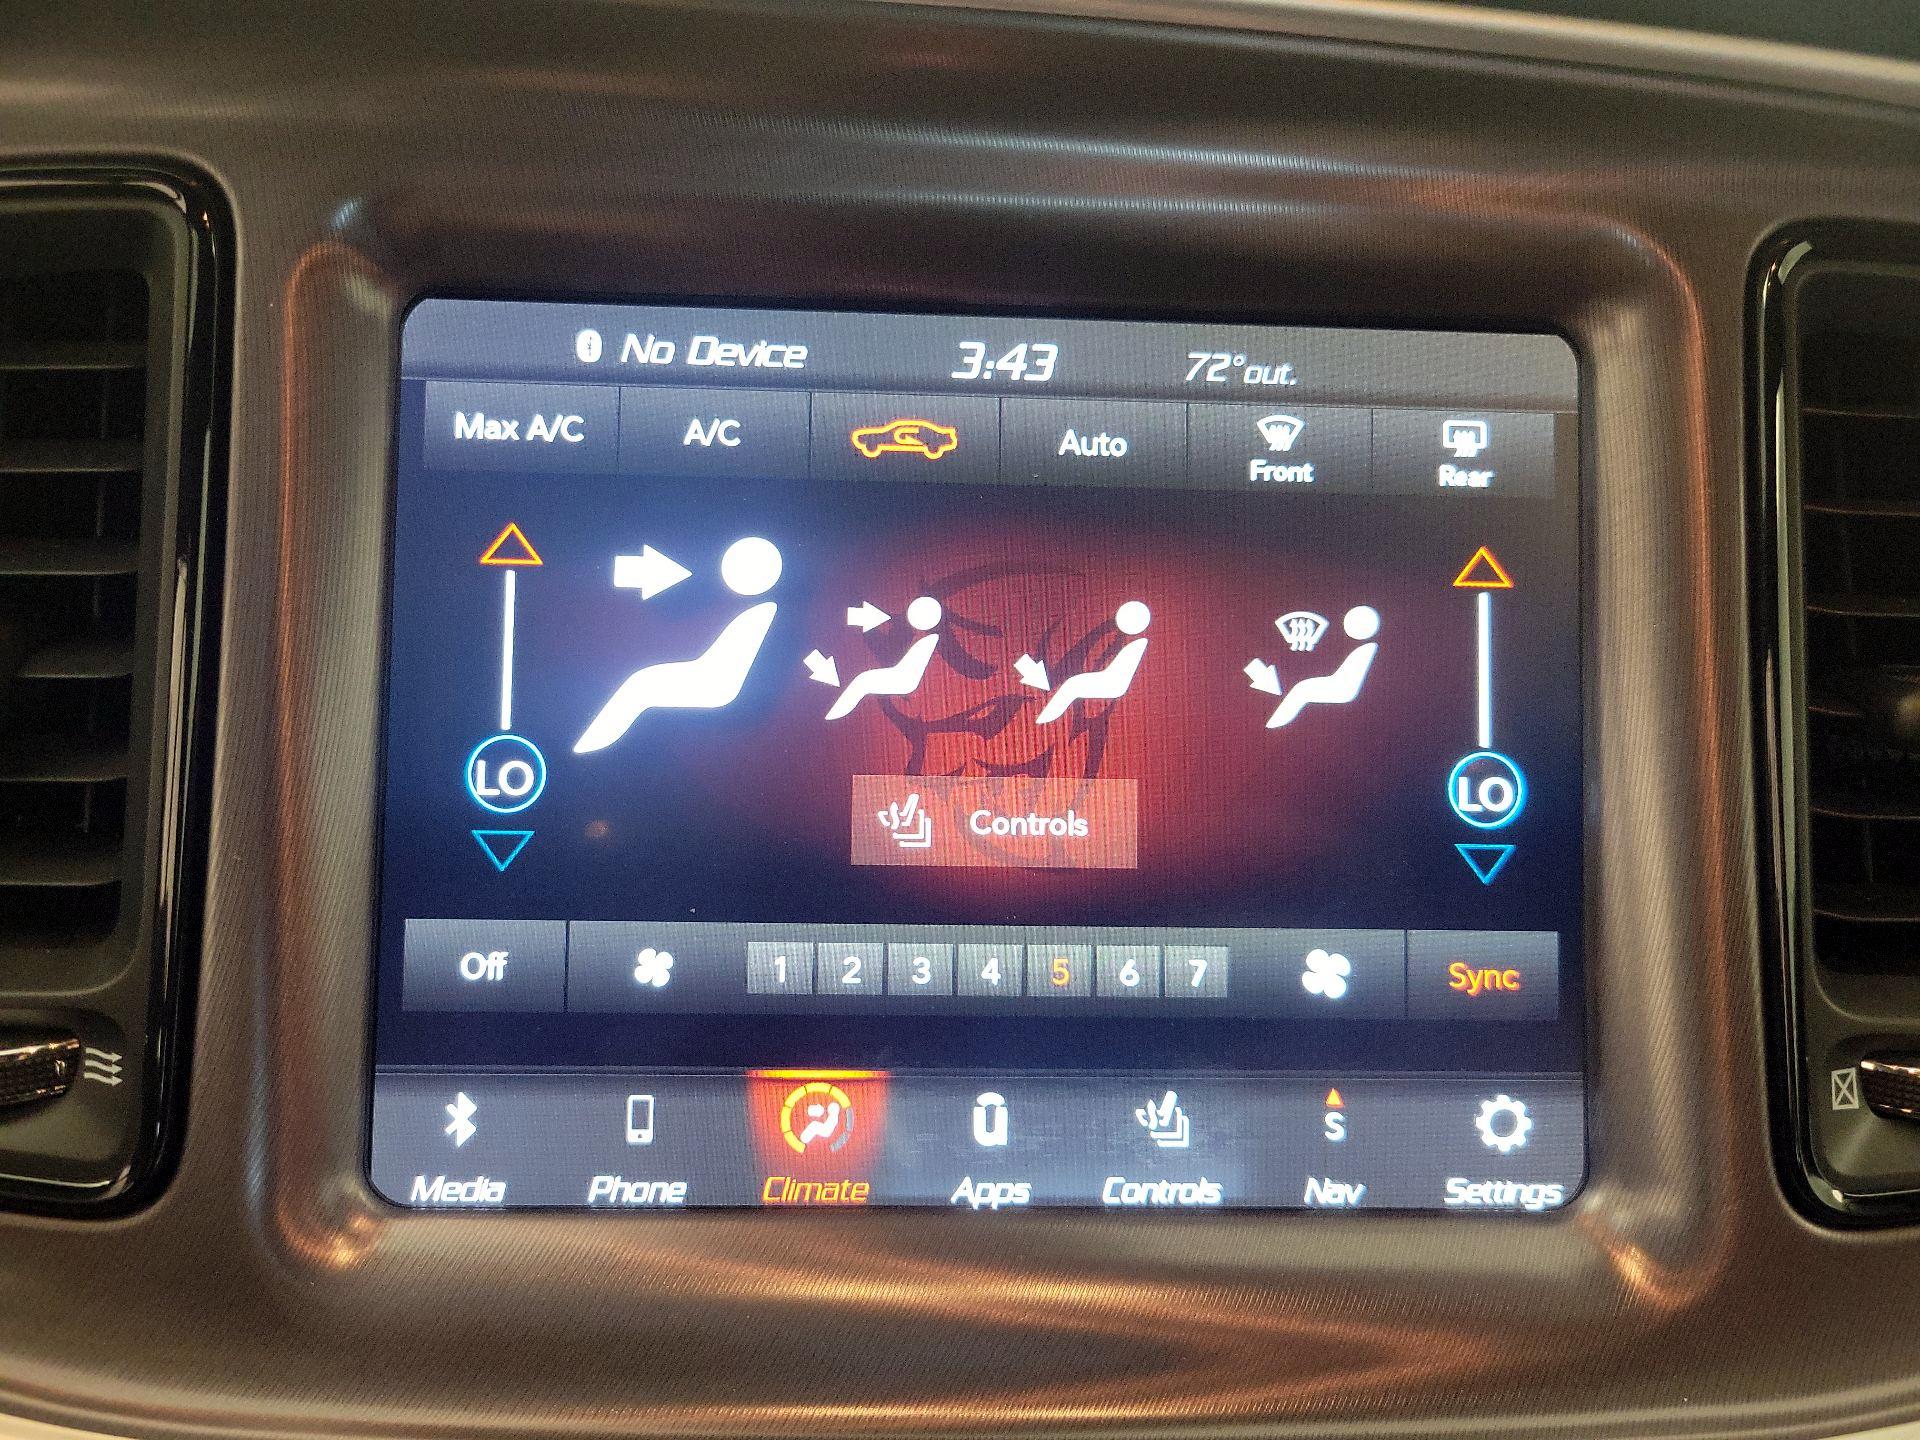 No Device 3:43 72°out.
Max A/C A/C Auto Front Rear
LO LO
Controls
Off 1 2 3 4 5 6 7 Sync
S
Media Phone Climate Apps Controls Nav Settings